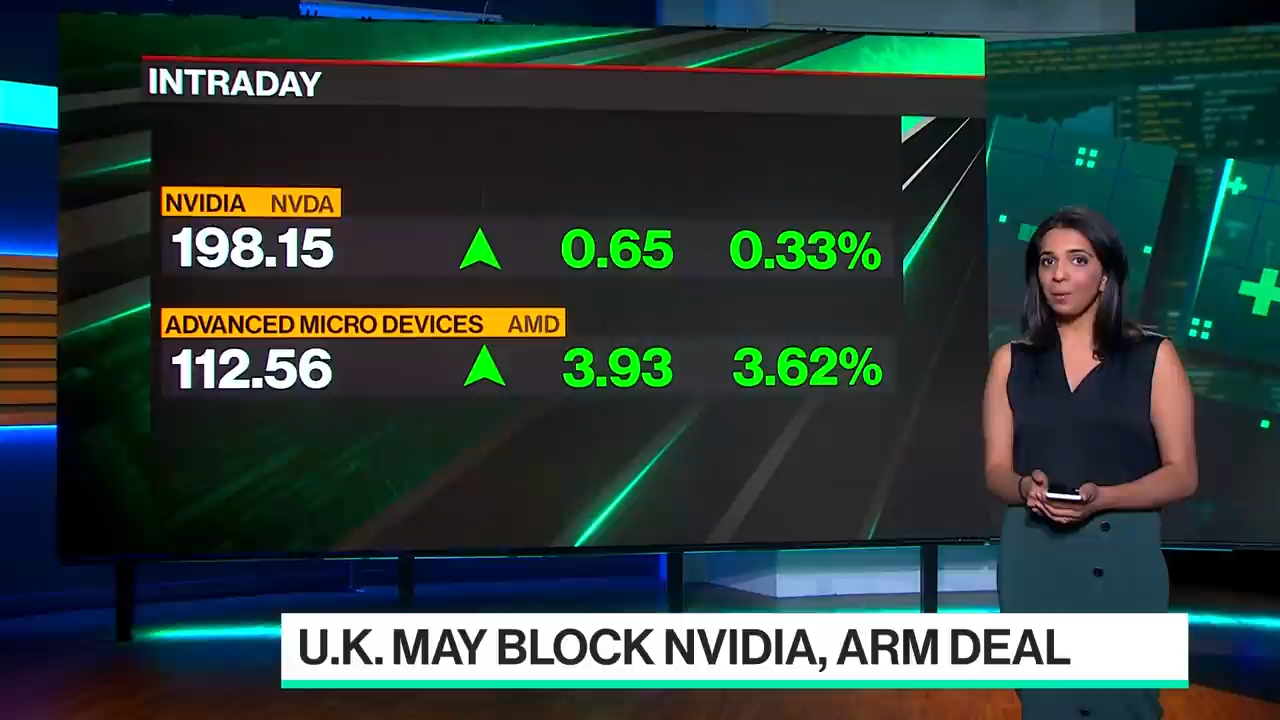 INTRADAY
NVIDIA NVDA
198.15 ▲ 0.65 0.33%
ADVANCED MICRO DEVICES AMD
112.56 ▲ 3.93 3.62%
U.K. MAY BLOCK NVIDIA, ARM DEAL